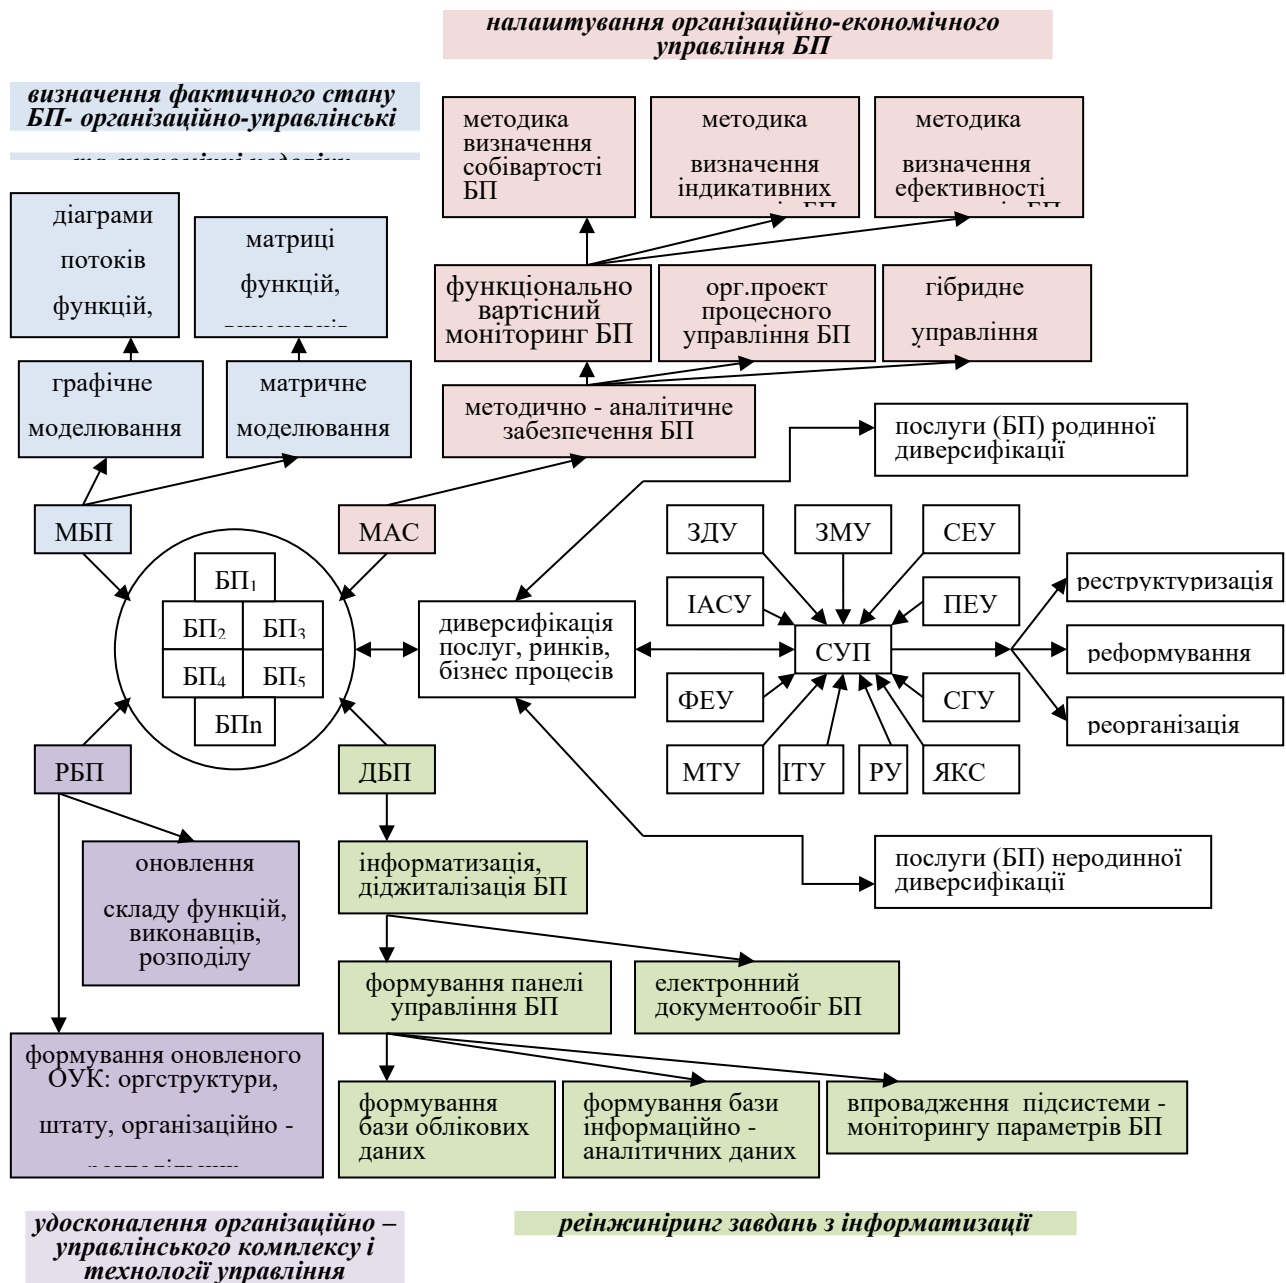 налаштування організаційно-економічного
управління БП
визначення фактичного стану
БП- організаційно-управлінські
методика
визначення
собівартості
БП
методика
визначення
індикативних
методика
визначення
ефективності
діаграми
потоків
функцій,
матриці
функцій,
функціонально
вартісний
моніторинг БП
орг.проект
процесного
управління БП
гібридне
управління
графічне
моделювання
матричне
моделювання
методично - аналітичне
забезпечення БП
послуги (БП) родинної
диверсифікації
МБП
МАС
ЗДУ
ЗМУ
СЕУ
БП1
ІАСУ
ПЕУ
реструктуризація
БП2
БП3
диверсифікація
послуг, ринків,
бізнес процесів
СУП
реформування
БП4
БП5
ФЕУ
СГУ
реорганізація
БПn
РБП
ДБП
МТУ
ІТУ
РУ
ЯКС
оновлення
складу функцій,
виконавців,
розподілу
інформатизація,
діджиталізація БП
послуги (БП) неродинної
диверсифікації
формування панелі
управління БП
електронний
документообіг БП
формування оновленого
ОУК: оргструктури,
штату, організаційно -
формування
бази облікових
даних
формування бази
інформаційно -
аналітичних даних
впровадження підсистеми -
моніторингу параметрів БП
удосконалення організаційно –
управлінського комплексу і
технології управління
реінжиніринг завдань з інформатизації